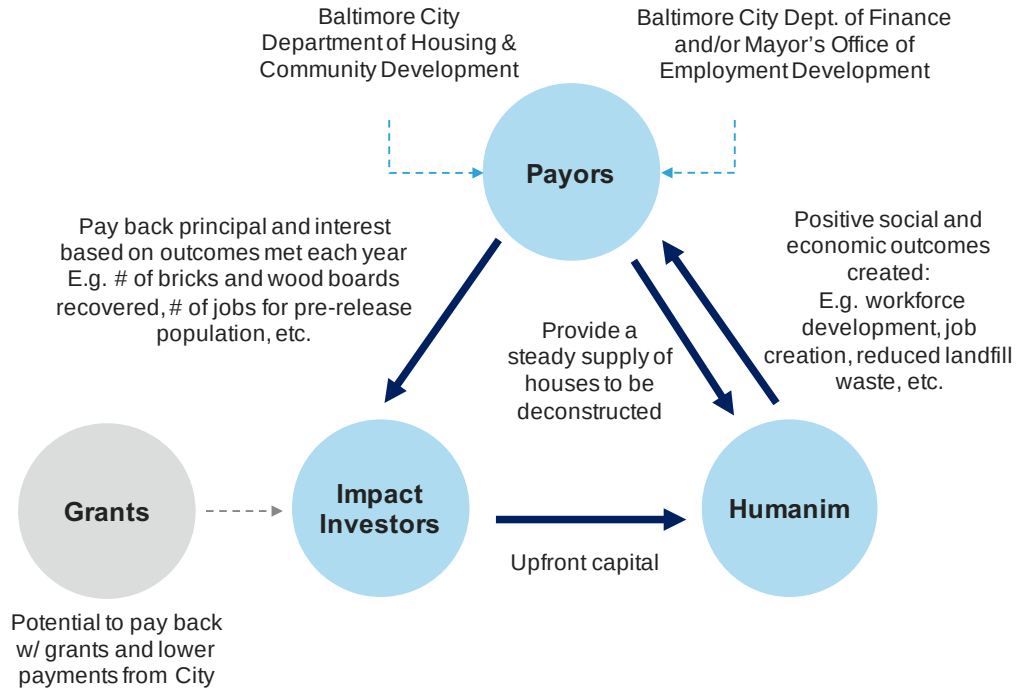 Baltimore City
Department of Housing &
Community Development
Baltimore City Dept. of Finance
and/or Mayor’s Office of
Employment Development
Payors
Pay back principal and interest
based on outcomes met each year
E.g. # of bricks and wood boards
recovered, # of jobs for pre-release
population, etc.
Positive social and
economic outcomes
created:
E.g. workforce
development, job
creation, reduced landfill
waste, etc.
Provide a
steady supply of
houses to be
deconstructed
Grants
Impact
Investors
Humanim
Upfront capital
Potential to pay back
w/ grants and lower
payments from City